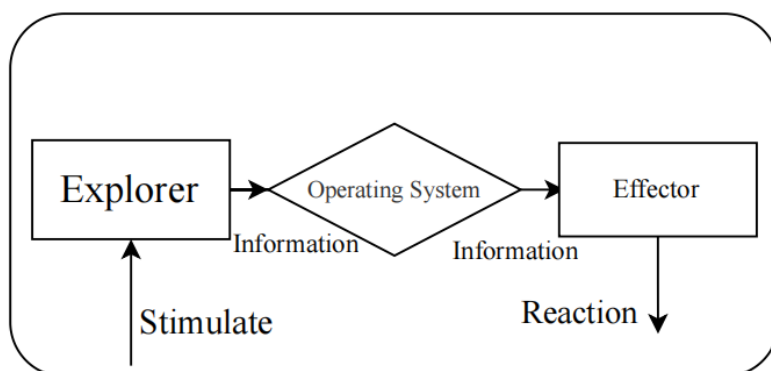 Explorer
Operating System
Effector
Information
Information
Stimulate
Reaction